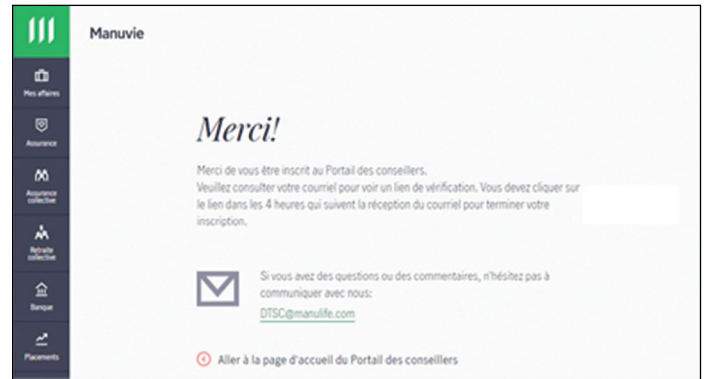 Manuvie
Mes affaires
Assurance
Assurance
collective
Retraite
collective
Banque
Placements
Merci!
Merci de vous être inscrit au Portail des conseillers.
Veuillez consulter votre courriel pour voir un lien de vérification. Vous devez cliquer sur
le lien dans les 4 heures qui suivent la réception du courriel pour terminer votre
inscription.
Si vous avez des questions ou des commentaires, n'hésitez pas à
communiquer avec nous:
DTSC@manulife.com
Aller à la page d'accueil du Portail des conseillers